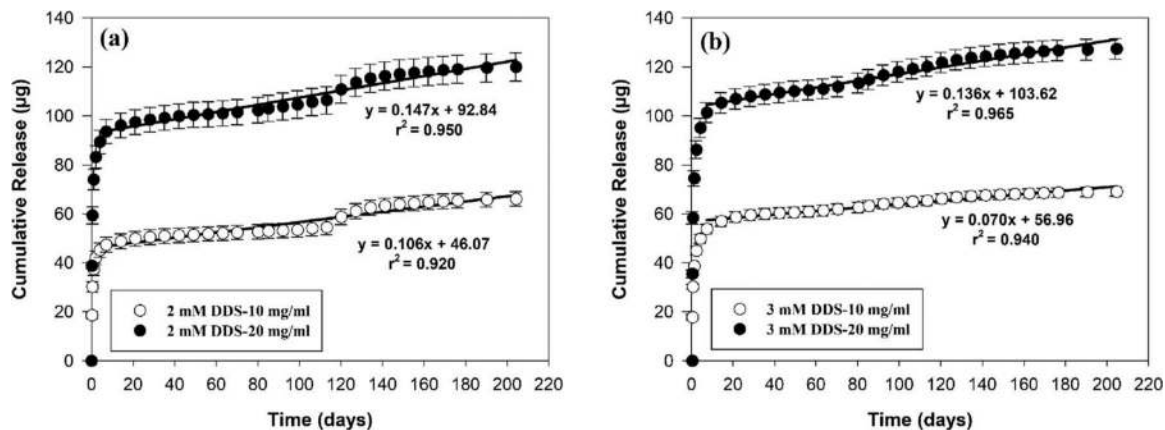 (a)
Cumulative Release (µg)
140
120
100
80
60
40
20
0
y = 0.147x + 92.84
r² = 0.950
y = 0.106x + 46.07
r² = 0.920
2 mM DDS-10 mg/ml
2 mM DDS-20 mg/ml
0 20 40 60 80 100 120 140 160 180 200 220
Time (days)
(b)
Cumulative Release (µg)
140
120
100
80
60
40
20
0
y = 0.136x + 103.62
r² = 0.965
y = 0.070x + 56.96
r² = 0.940
3 mM DDS-10 mg/ml
3 mM DDS-20 mg/ml
0 20 40 60 80 100 120 140 160 180 200 220
Time (days)